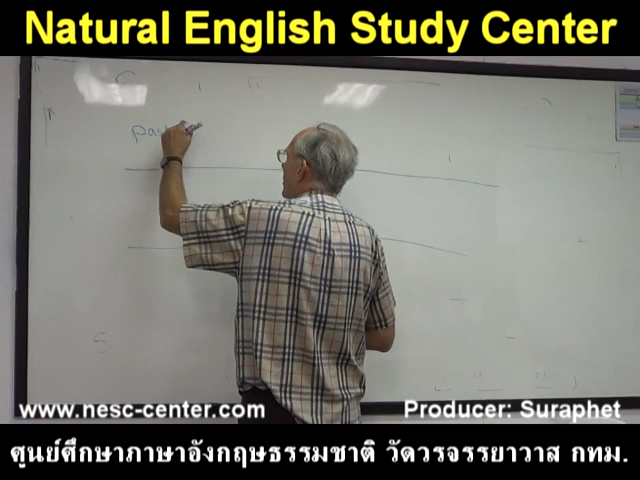 Natural English Study Center
pas
www.nesc-center.com Producer: Suraphet
ศูนย์ศึกษาภาษาอังกฤษธรรมชาติ วัดวรจรรยาวาส กทม.